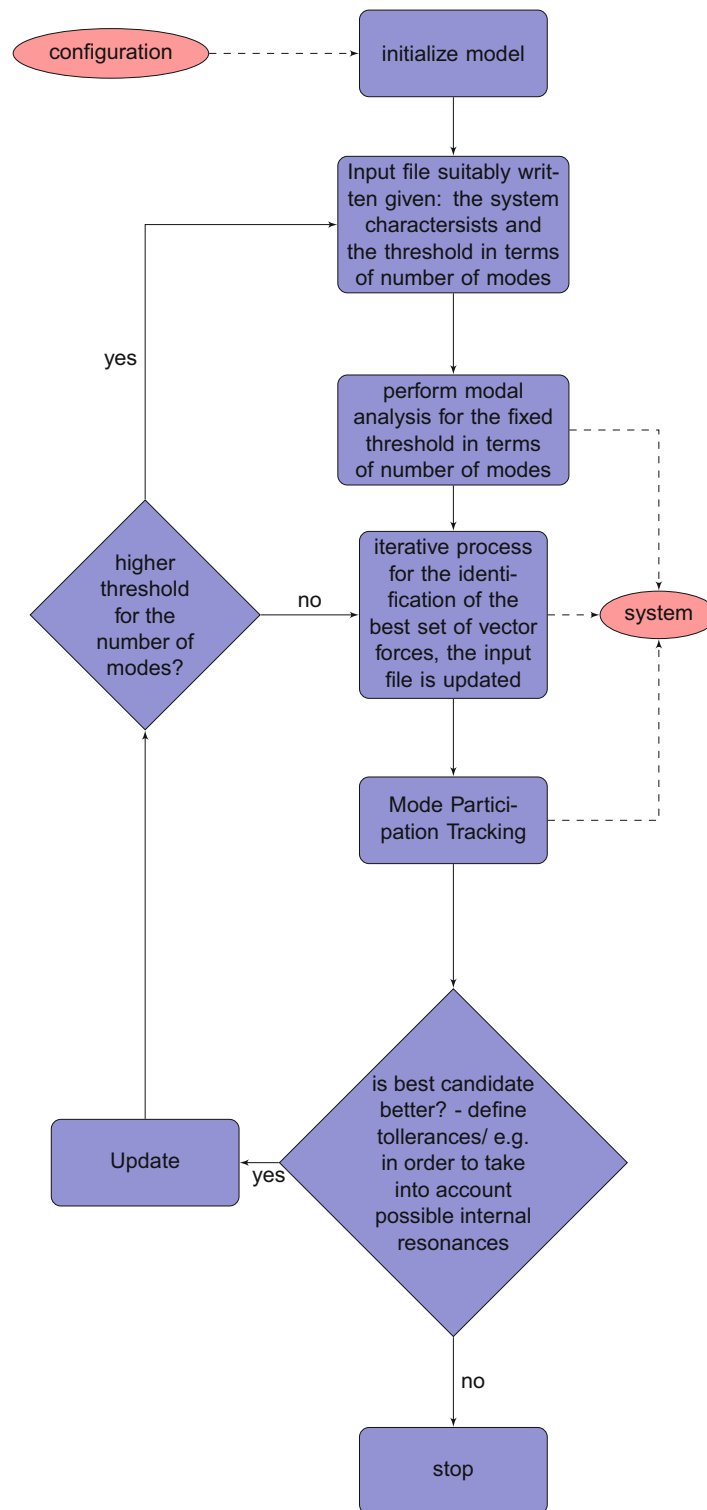 configuration
initialize model
Input file suitably writ-
ten given: the system
charactersists and
the threshold in terms
of number of modes
yes
perform modal
analysis for the fixed
threshold in terms
of number of modes
higher
threshold
for the
number of
modes?
no
iterative process
for the identi-
fication of the
best set of vector
forces, the input
file is updated
system
Mode Partici-
pation Tracking
is best candidate
better? - define
tollerances/ e.g.
in order to take
into account
possible internal
resonances
Update
yes
no
stop